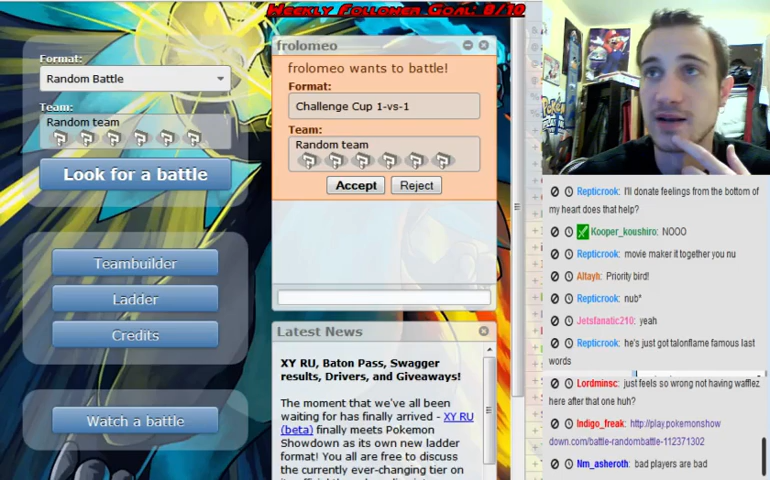 Weekly Follower Goal: 8/10
Format:
Random Battle
Team:
Random team
Look for a battle
Teambuilder
Ladder
Credits
Watch a battle
frolomeo
frolomeo wants to battle!
Format:
Challenge Cup 1-vs-1
Team:
Random team
Accept
Reject
Latest News
XY RU, Baton Pass, Swagger
results, Drivers, and Giveaways!
The moment that we've all been
waiting for has finally arrived - XY RU
(beta) finally meets Pokemon
Showdown as its own new ladder
format! You all are free to discuss
the currently ever-changing tier on
Repticrook: I'll donate feelings from the bottom of
my heart does that help?
Kooper_koushiro: NOOO
Repticrook: movie maker it together you nu
Altayh: Priority bird!
Repticrook: nub*
Jetsfanatic210: yeah
Repticrook: he's just got talonflame famous last
words
Lordminsc: just feels so wrong not having wafflez
here after that one huh?
Indigo_freak: http://play.pokemonshow
down.com/battle-randombattle-112371302
Nm_asheroth: bad players are bad